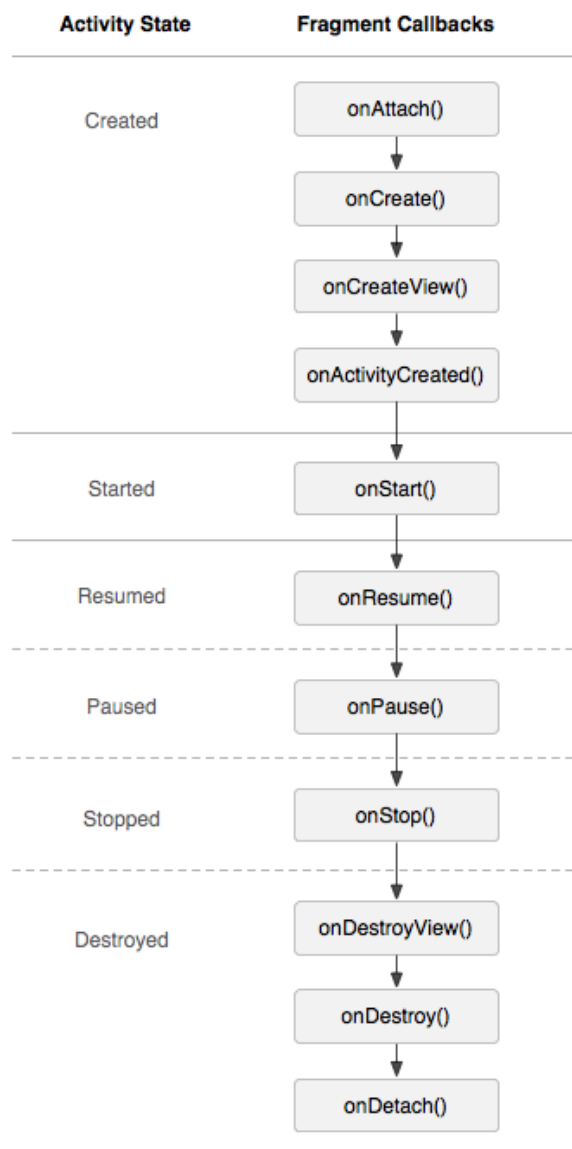 Activity State Fragment Callbacks
Created
onAttach()
onCreate()
onCreateView()
onActivityCreated()
Started onStart()
Resumed onResume()
Paused onPause()
Stopped onStop()
Destroyed
onDestroyView()
onDestroy()
onDetach()